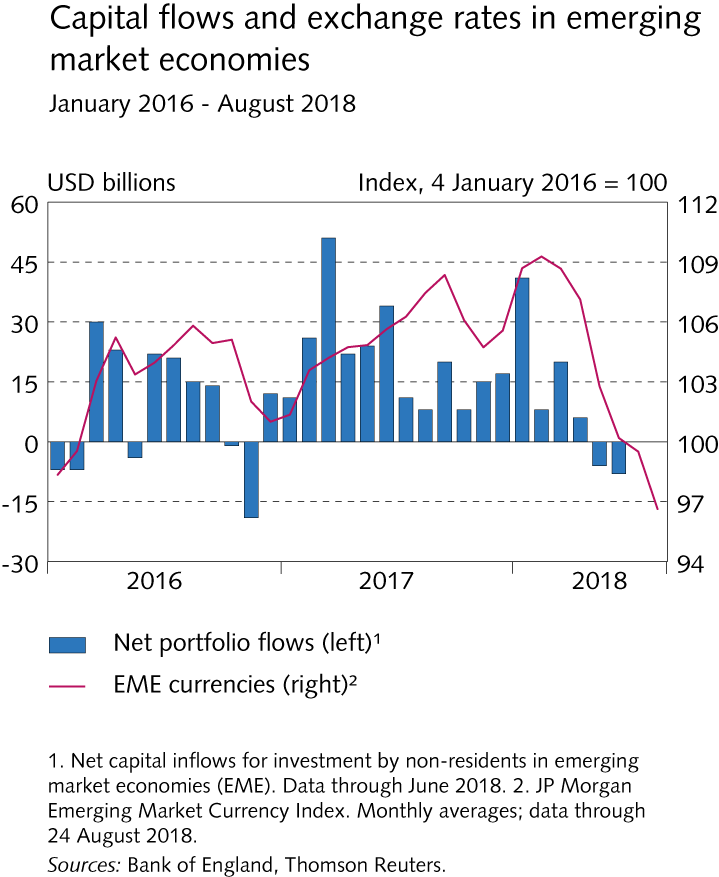 Capital flows and exchange rates in emerging
market economies
January 2016 - August 2018
USD billions Index, 4 January 2016 = 100
60 112
45 109
30 106
15 103
0 100
-15 97
-30 94
2016 2017 2018
Net portfolio flows (left)¹
EME currencies (right)²
1. Net capital inflows for investment by non-residents in emerging
market economies (EME). Data through June 2018. 2. JP Morgan
Emerging Market Currency Index. Monthly averages; data through
24 August 2018.
Sources: Bank of England, Thomson Reuters.